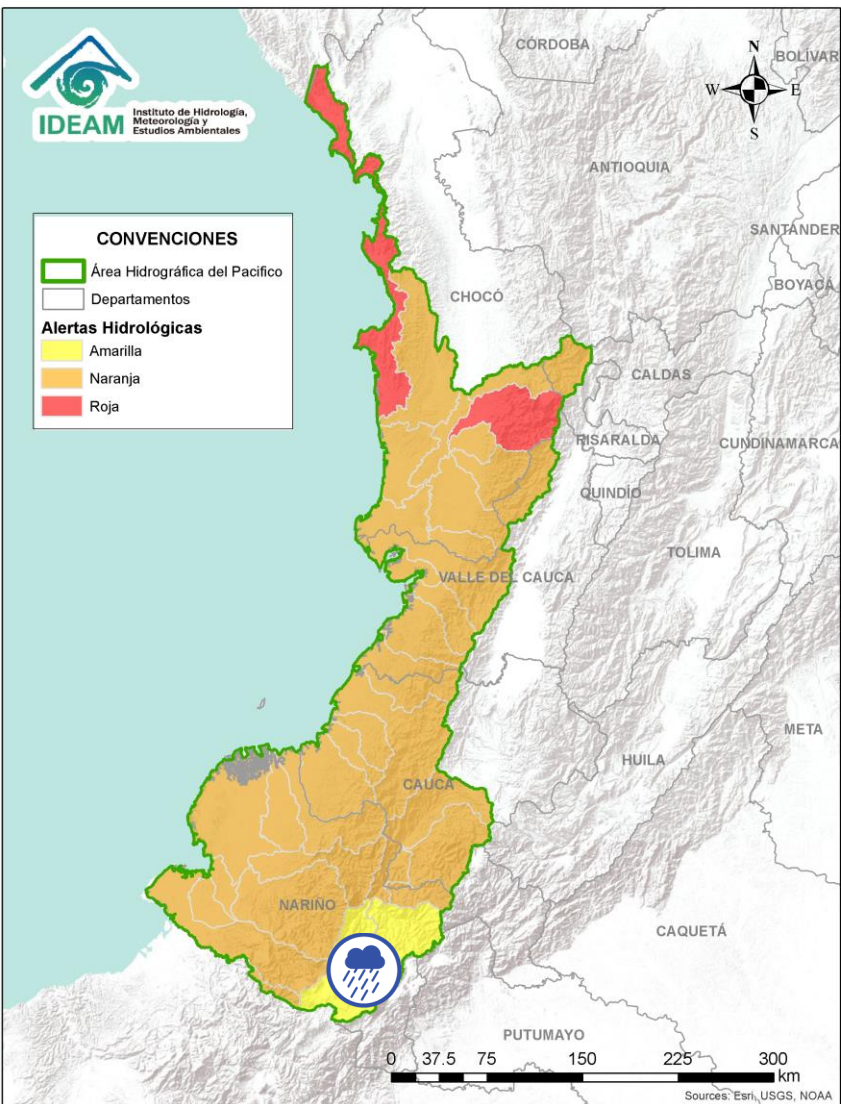 IDEAM
Instituto de Hidrología,
Meteorología y
Estudios Ambientales
CÓRDOBA
BOLÍVAR
N
W
E
S
ANTIOQUIA
SANTANDER
BOYACÁ
CONVENCIONES
Área Hidrográfica del Pacifico
Departamentos
Alertas Hidrológicas
Amarilla
Naranja
Roja
CHOCÓ
CALDAS
RISARALDA
CUNDINAMARCA
QUINDÍO
TOLIMA
VALLE DEL CAUCA
META
HUILA
CAUCA
NARIÑO
CAQUETÁ
PUTUMAYO
0 37.5 75 150 225 300
km
Sources: Esri, USGS, NOAA